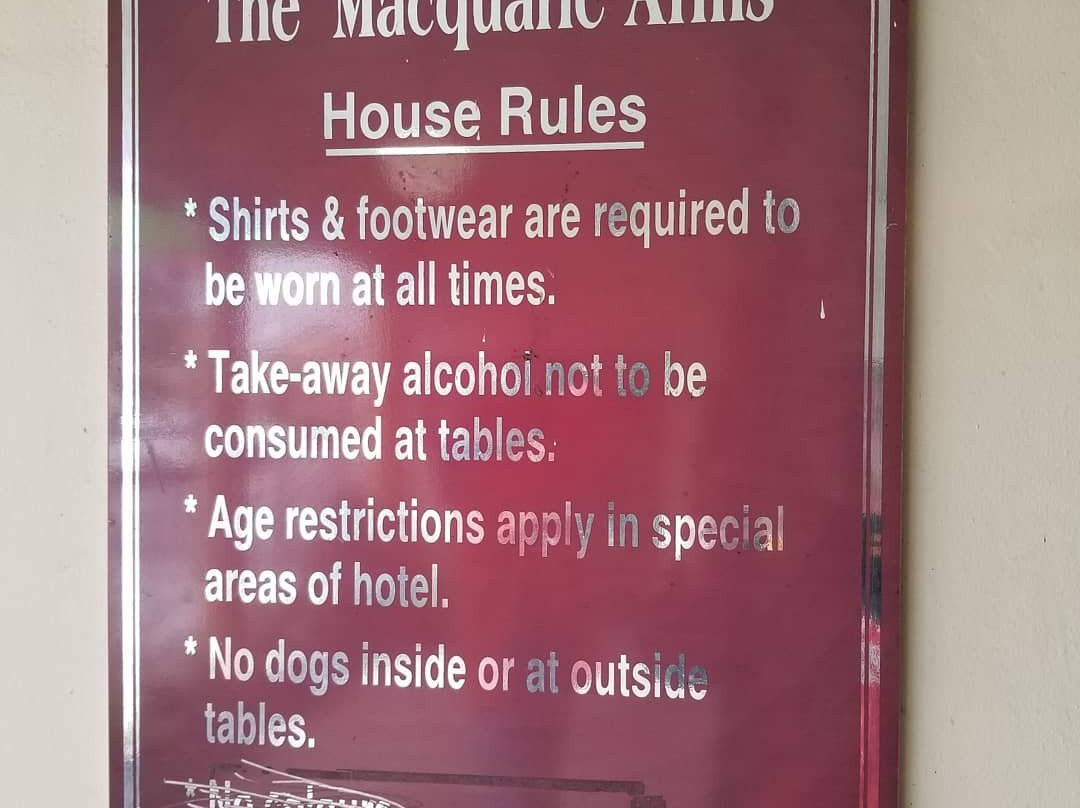 The Macquarie Arms
House Rules
* Shirts & footwear are required to
be worn at all times.
* Take-away alcohol not to be
consumed at tables.
* Age restrictions apply in special
areas of hotel.
* No dogs inside or at outside
tables.
* No colours